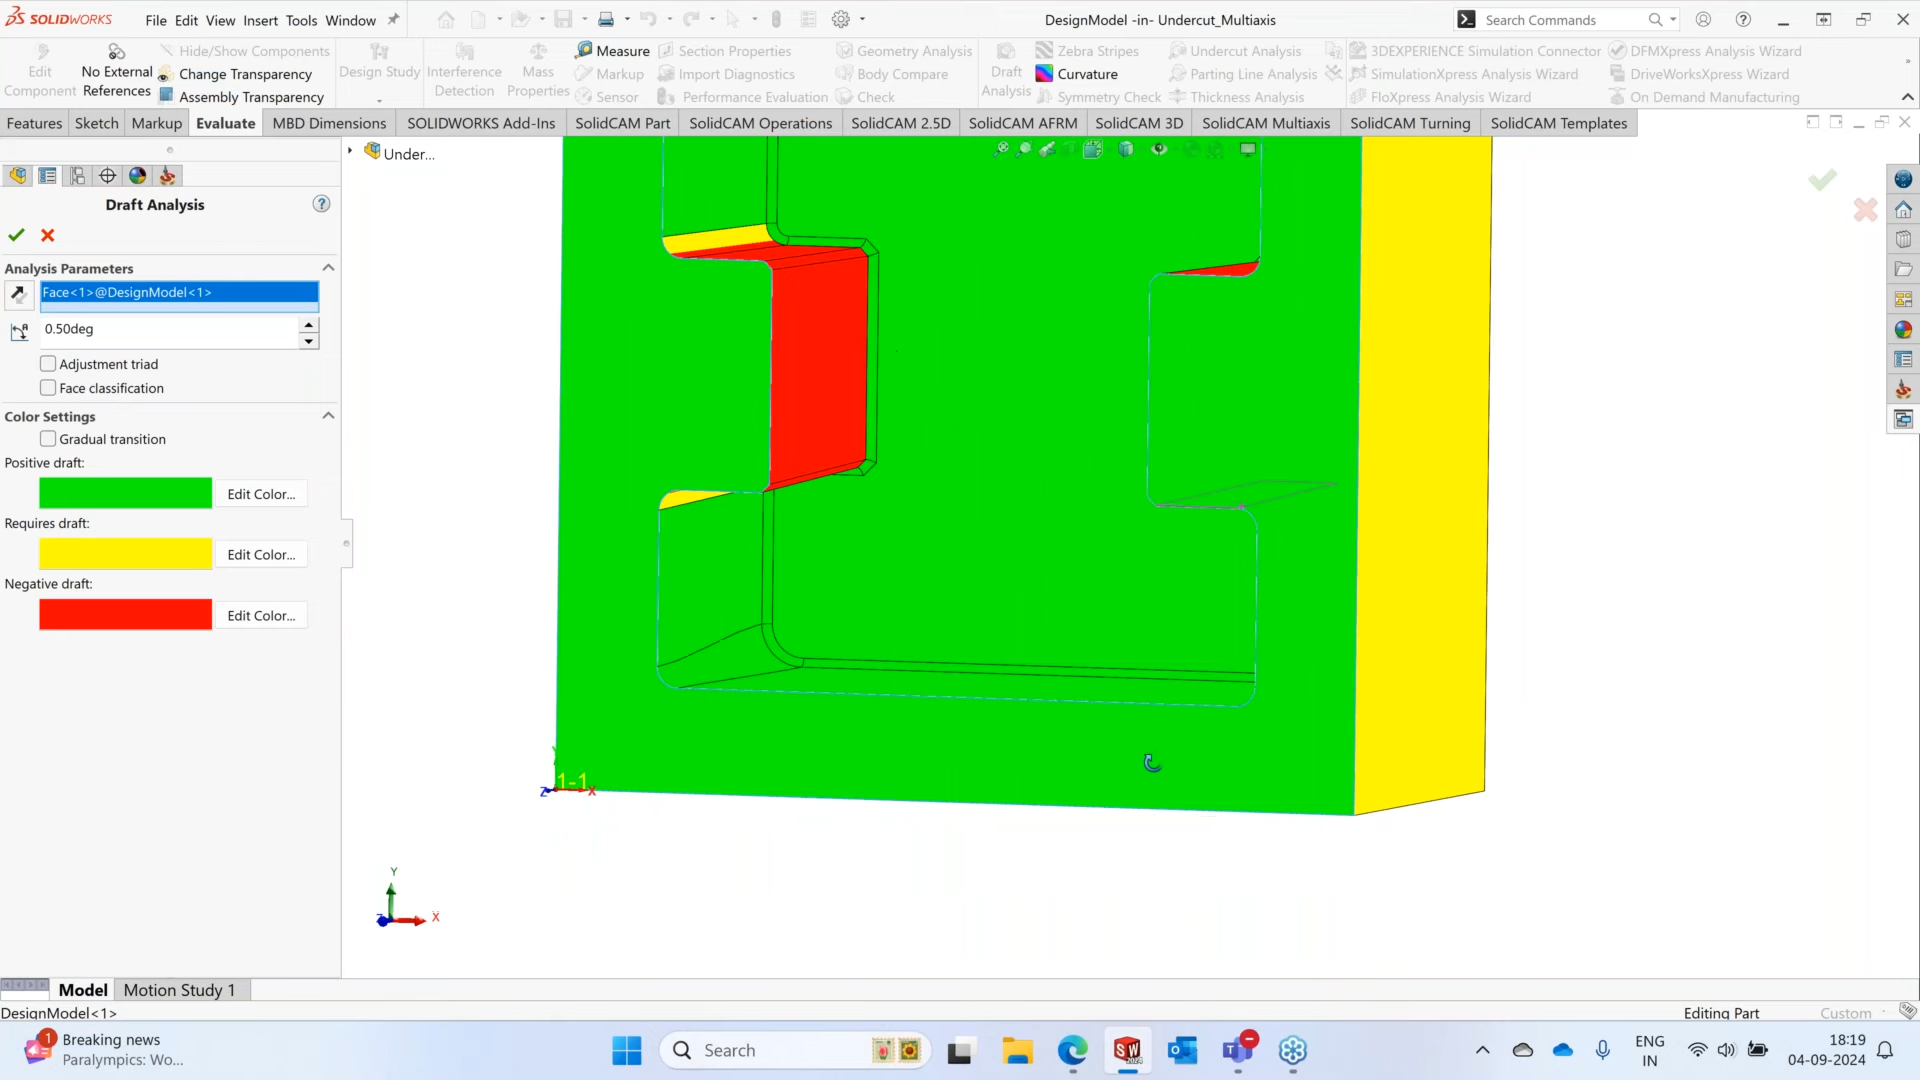 SOLIDWORKS File Edit View Insert Tools Window DesignModel -in- Undercut_Multiaxis Search Commands
Edit Component No External References Hide/Show Components Change Transparency Assembly Transparency Design Study Interference Detection Mass Properties Measure Markup Sensor Section Properties Import Diagnostics Performance Evaluation Geometry Analysis Body Compare Check Draft Analysis Zebra Stripes Curvature Symmetry Check Undercut Analysis Parting Line Analysis Thickness Analysis 3DEXPERIENCE Simulation Connector SimulationXpress Analysis Wizard FloXpress Analysis Wizard DFMXpress Analysis Wizard DriveWorksXpress Wizard On Demand Manufacturing
Features Sketch Markup Evaluate MBD Dimensions SOLIDWORKS Add-Ins SolidCAM Part SolidCAM Operations SolidCAM 2.5D SolidCAM AFRM SolidCAM 3D SolidCAM Multiaxis SolidCAM Turning SolidCAM Templates
Under...
Draft Analysis
Analysis Parameters
Face<1>@DesignModel<1>
0.50deg
Adjustment triad
Face classification
Color Settings
Gradual transition
Positive draft:
Edit Color...
Requires draft:
Edit Color...
Negative draft:
Edit Color...
Y
1-1
Z X
Y
Z X
Model Motion Study 1
DesignModel<1> Editing Part Custom
1 Breaking news
Paralympics: Wo...
Search
SW
2024
ENG
IN
18:19
04-09-2024